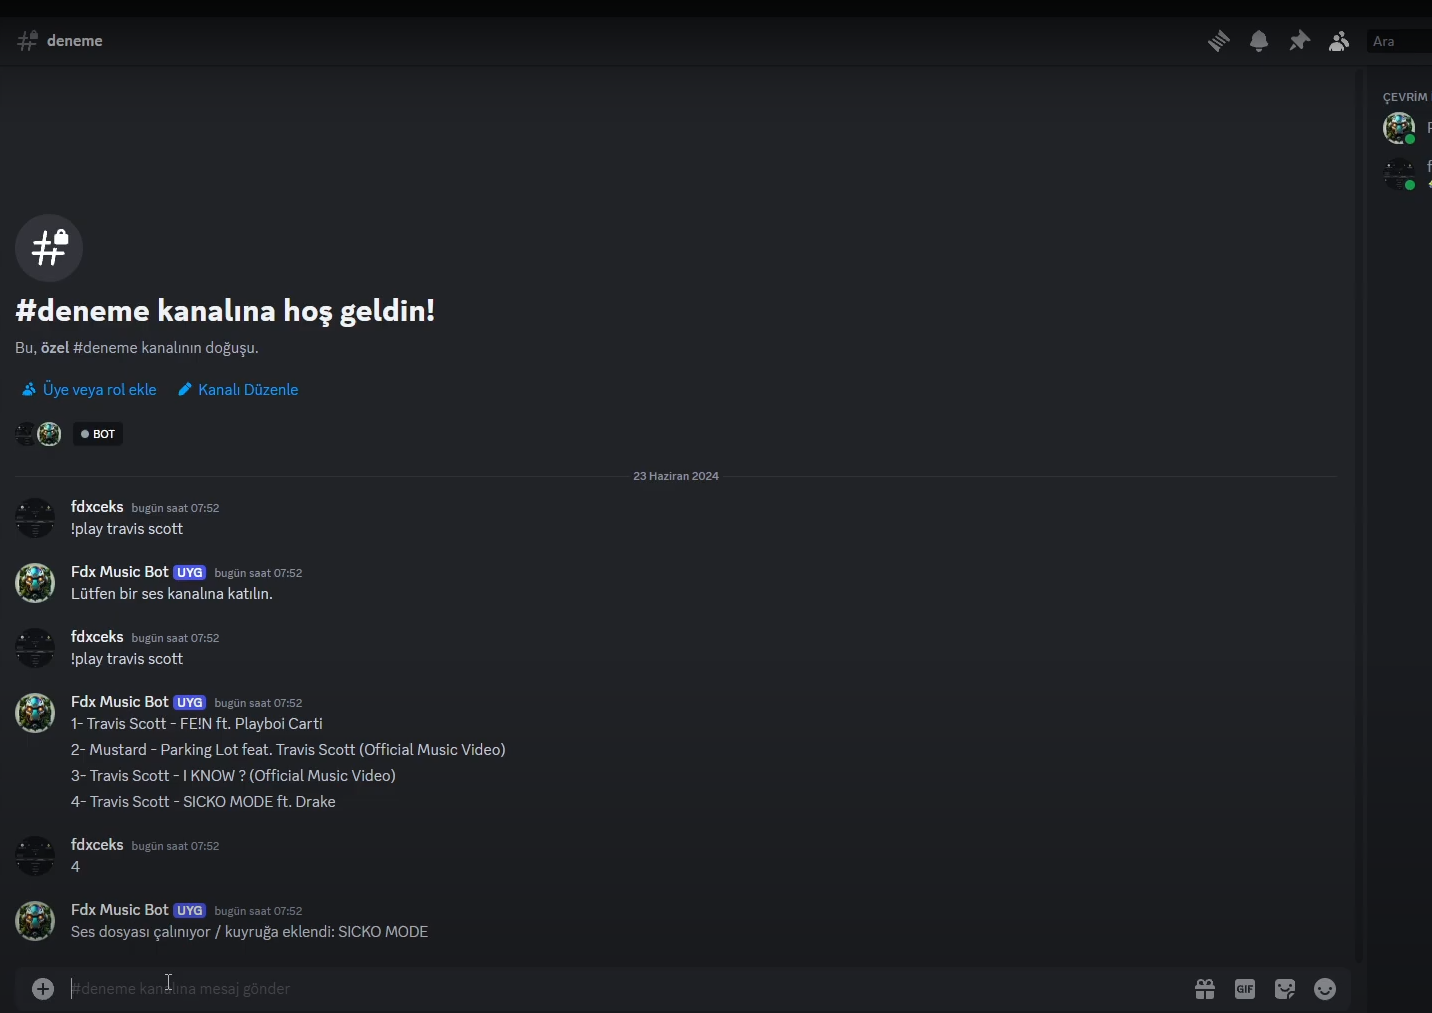 deneme
Ara
ÇEVRİM
#deneme kanalına hoş geldin!
Bu, özel #deneme kanalının doğuşu.
Üye veya rol ekle Kanalı Düzenle
BOT
23 Haziran 2024
fdxceks bugün saat 07:52
!play travis scott
Fdx Music Bot UYG bugün saat 07:52
Lütfen bir ses kanalına katılın.
fdxceks bugün saat 07:52
!play travis scott
Fdx Music Bot UYG bugün saat 07:52
1- Travis Scott - FE!N ft. Playboi Carti
2- Mustard - Parking Lot feat. Travis Scott (Official Music Video)
3- Travis Scott - I KNOW ? (Official Music Video)
4- Travis Scott - SICKO MODE ft. Drake
fdxceks bugün saat 07:52
4
Fdx Music Bot UYG bugün saat 07:52
Ses dosyası çalınıyor / kuyruğa eklendi: SICKO MODE
#deneme kanalına mesaj gönder
GIF